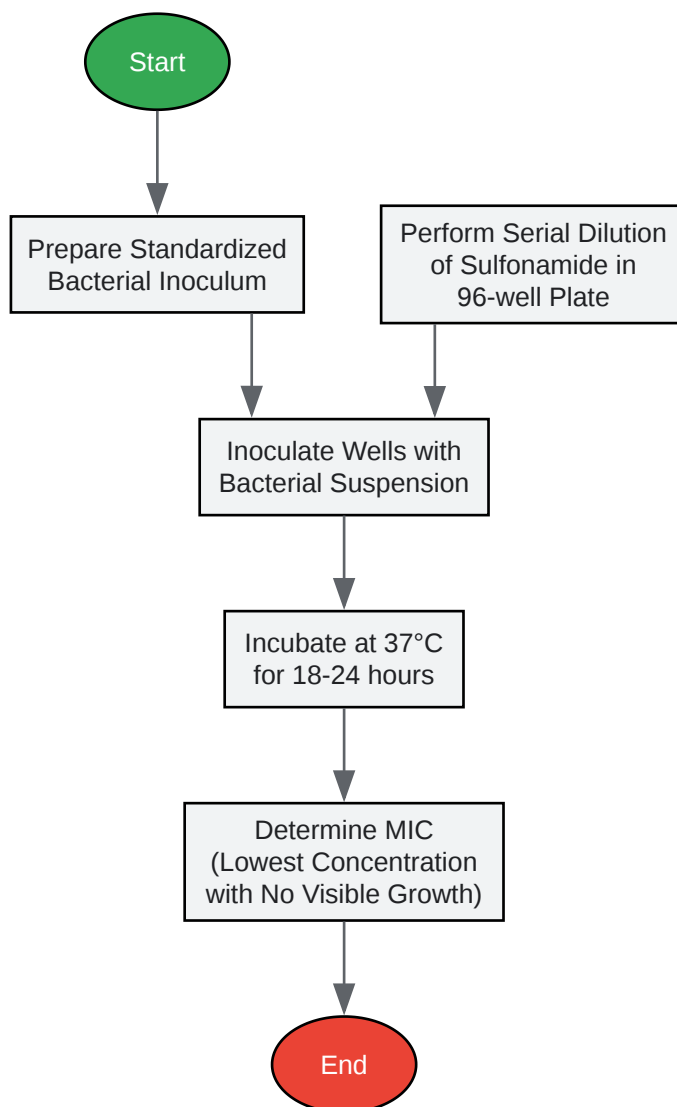 Start
Prepare Standardized
Bacterial Inoculum
Perform Serial Dilution
of Sulfonamide in
96-well Plate
Inoculate Wells with
Bacterial Suspension
Incubate at 37°C
for 18-24 hours
Determine MIC
(Lowest Concentration
with No Visible Growth)
End